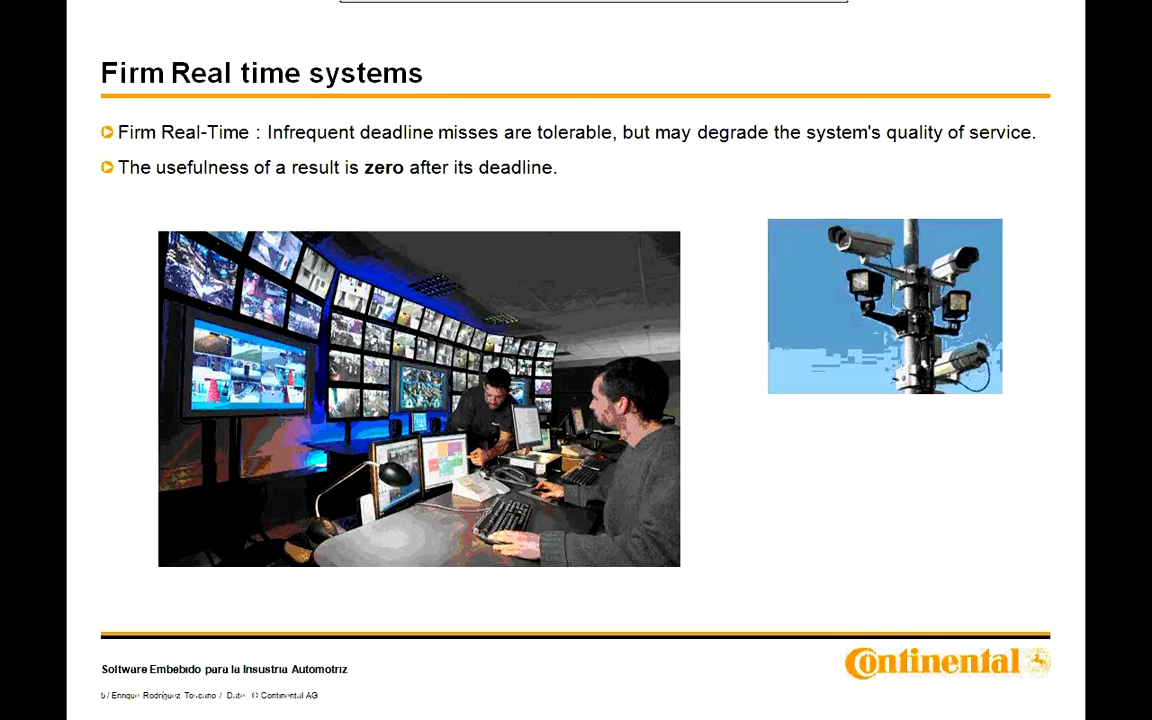 Firm Real time systems
Firm Real-Time : Infrequent deadline misses are tolerable, but may degrade the system's quality of service.
The usefulness of a result is zero after its deadline.
Software Embebido para la Insustria Automotriz
Continental
5 / Enrique Rodríguez Toscano / Date © Continental AG